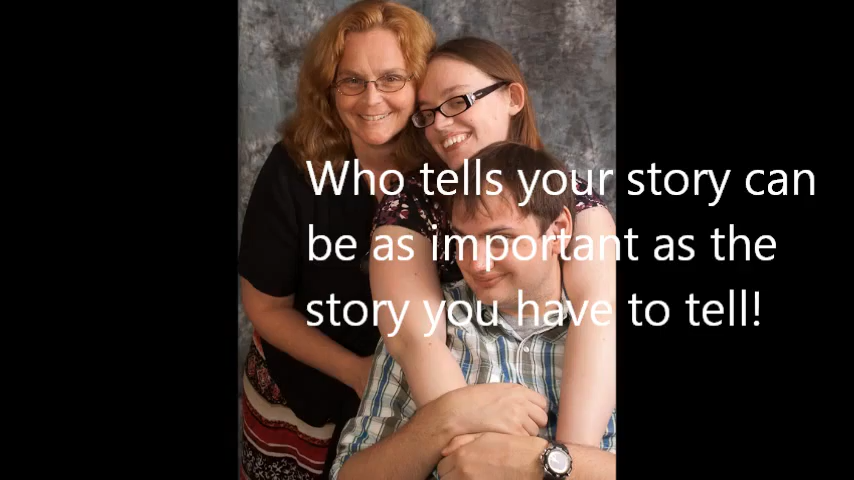 Who tells your story can
be as important as the
story you have to tell!